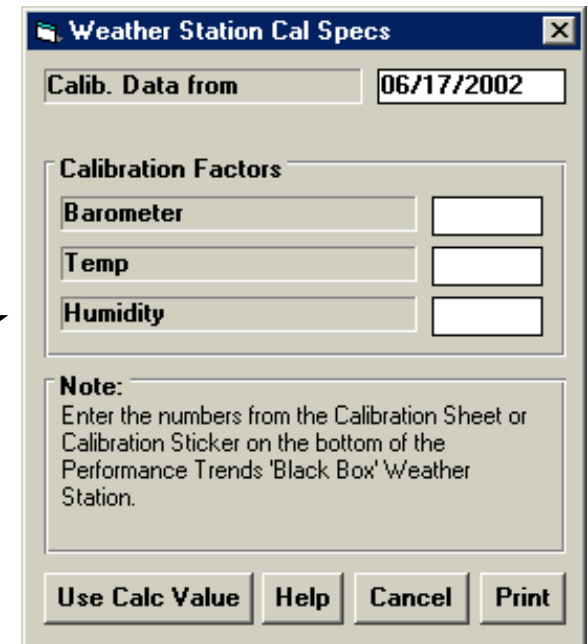 Weather Station Cal Specs
Calib. Data from 06/17/2002
Calibration Factors
Barometer
Temp
Humidity
Note:
Enter the numbers from the Calibration Sheet or
Calibration Sticker on the bottom of the
Performance Trends 'Black Box' Weather
Station.
Use Calc Value Help Cancel Print